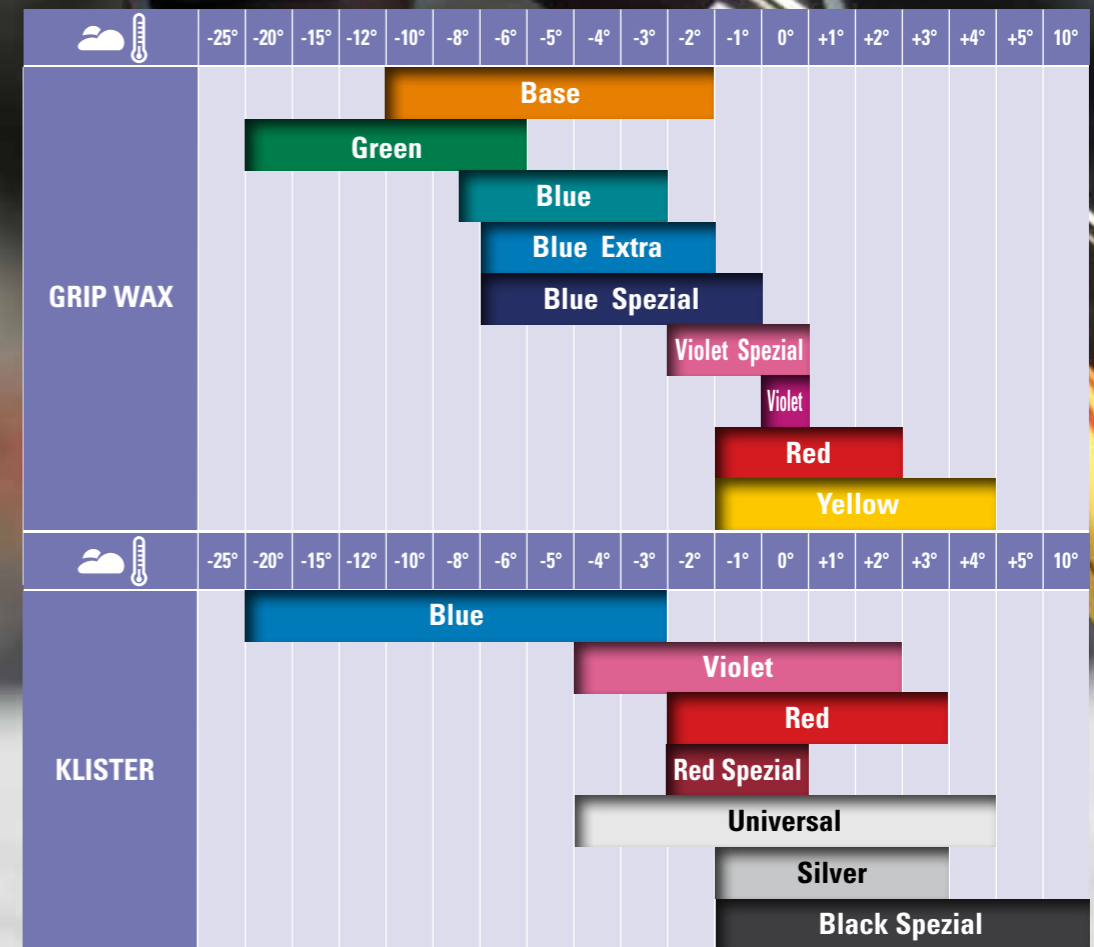 -25° -20° -15° -12° -10° -8° -6° -5° -4° -3° -2° -1° 0° +1° +2° +3° +4° +5° 10°
Base
Green
Blue
Blue Extra
GRIP WAX
Blue Spezial
Violet Spezial
Violet
Red
Yellow
-25° -20° -15° -12° -10° -8° -6° -5° -4° -3° -2° -1° 0° +1° +2° +3° +4° +5° 10°
Blue
Violet
Red
KLISTER
Red Spezial
Universal
Silver
Black Spezial